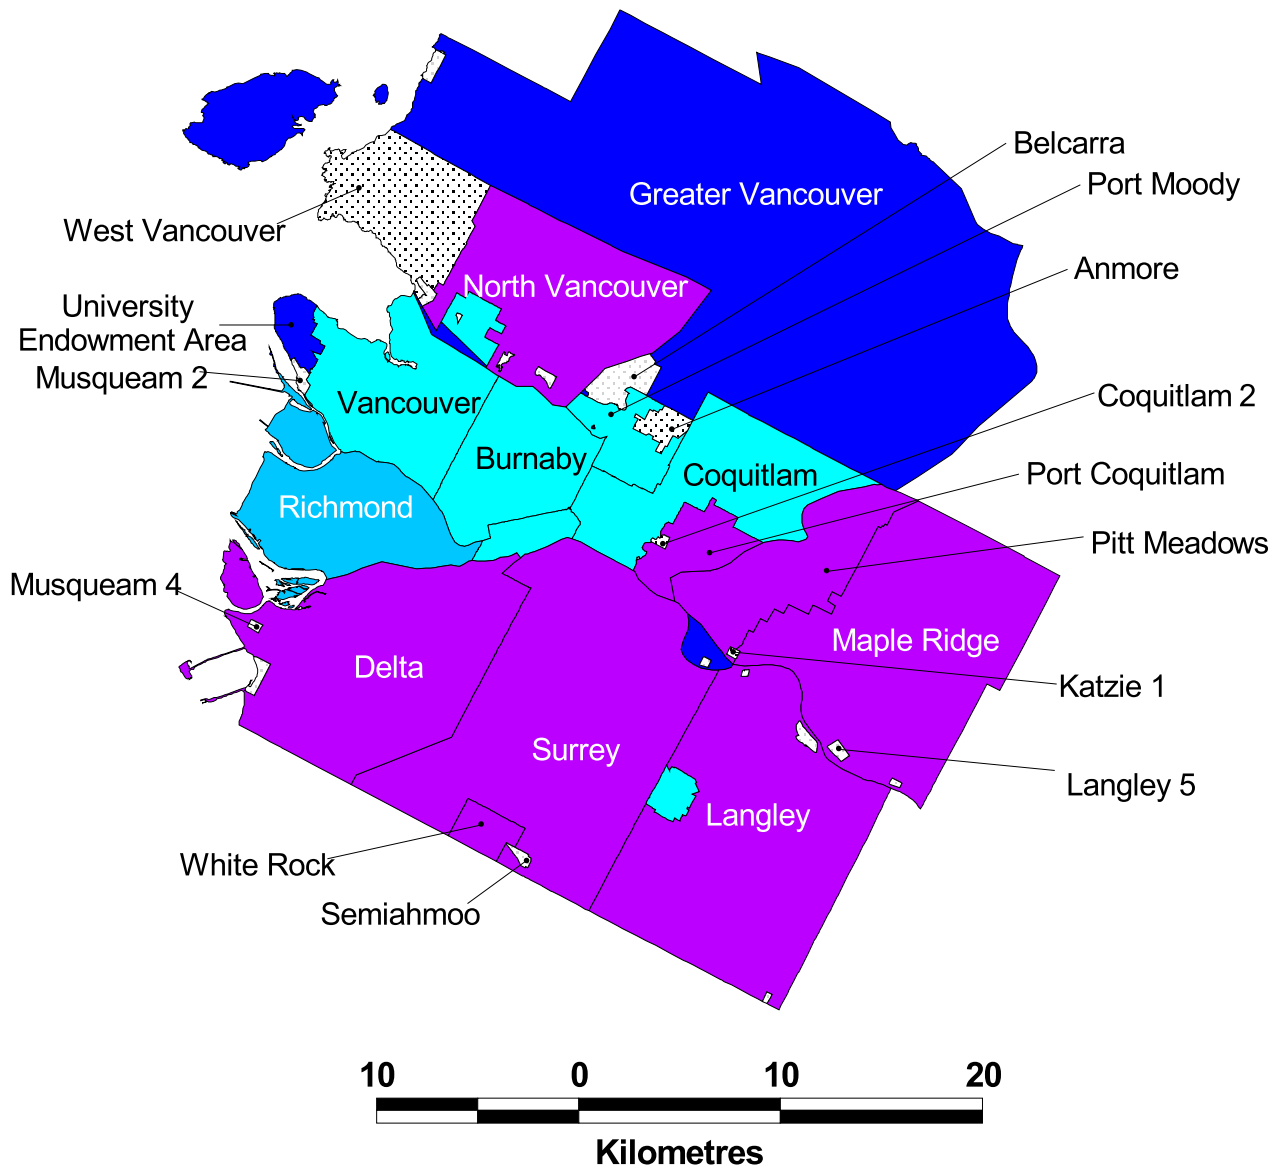 Belcarra
Port Moody
Greater Vancouver
West Vancouver
Anmore
North Vancouver
University
Endowment Area
Musqueam 2
Vancouver
Coquitlam 2
Burnaby
Coquitlam
Port Coquitlam
Richmond
Pitt Meadows
Musqueam 4
Maple Ridge
Delta
Katzie 1
Surrey
Langley 5
Langley
White Rock
Semiahmoo
10 0 10 20
Kilometres